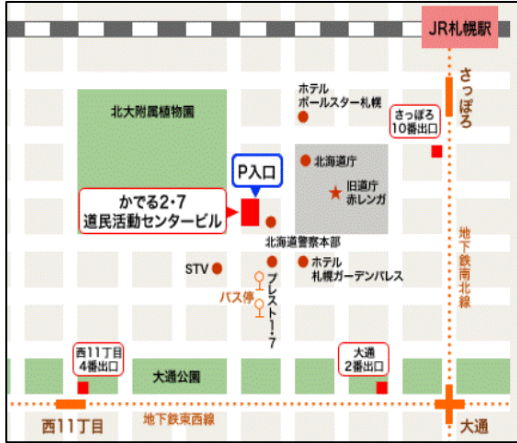 JR札幌駅
さっぽろ
北大附属植物園
ホテル
ポールスター札幌
さっぽろ
10番出口
P入口
北海道庁
旧道庁
赤レンガ
かでる2・7
道民活動センタービル
北海道警察本部
地下鉄南北線
STV
ホテル
札幌ガーデンパレス
プレスト1・7
バス停
西11丁目
4番出口
大通公園
大通
2番出口
西11丁目
地下鉄東西線
大通